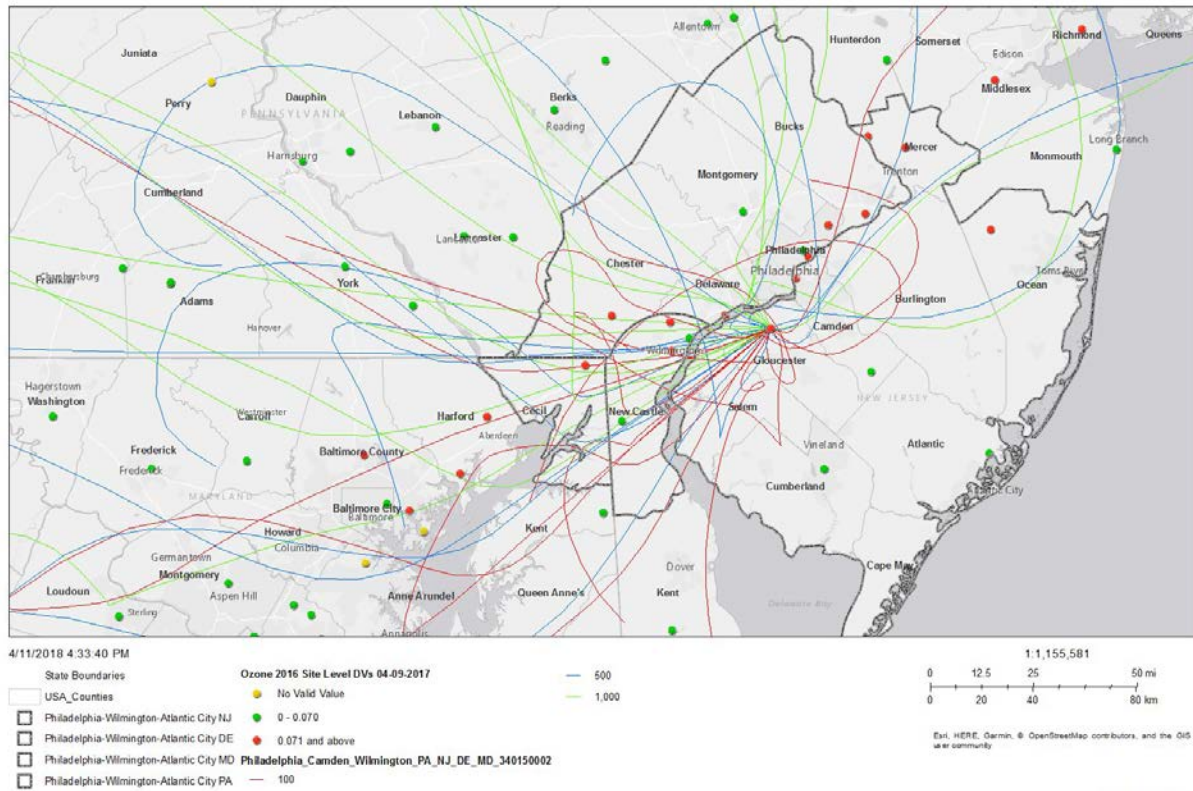 Allentown
Hunterdon
Somerset
Richmond
Queens
Juniata
Edison
Middlesex
Perry
Dauphin
Berks
PENNSYLVANIA
Lebanon
Reading
Bucks
Long Branch
Harrisburg
Mercer
Monmouth
Trenton
Cumberland
Montgomery
Lancaster
Lancaster
Philadelphia
Philadelphia
Chester
Toms River
Franklin
Chambersburg
York
Delaware
Ocean
Adams
Burlington
Hanover
Camden
Wilmington
Gloucester
Hagerstown
Washington
NEW JERSEY
Westminster
Carroll
Harford
Cecil
New Castle
Salem
Aberdeen
Frederick
Frederick
Baltimore County
Vineland
Atlantic
MARYLAND
Cumberland
Atlantic City
Baltimore City
Baltimore
Howard
Columbia
Kent
Germantown
Montgomery
Dover
Cape May
Loudoun
Aspen Hill
Anne Arundel
Queen Anne's
Kent
Sterling
Delaware Bay
Annapolis
4/11/2018 4:33:40 PM
1:1,155,581
State Boundaries
Ozone 2016 Site Level DVs 04-09-2017
500
0 12.5 25 50 mi
USA_Counties
No Valid Value
1,000
0 20 40 80 km
Philadelphia-Wilmington-Atlantic City NJ
0 - 0.070
Philadelphia-Wilmington-Atlantic City DE
0.071 and above
Esri, HERE, Garmin, © OpenStreetMap contributors, and the GIS
user community
Philadelphia-Wilmington-Atlantic City MD
Philadelphia_Camden_Wilmington_PA_NJ_DE_MD_340150002
Philadelphia-Wilmington-Atlantic City PA
100